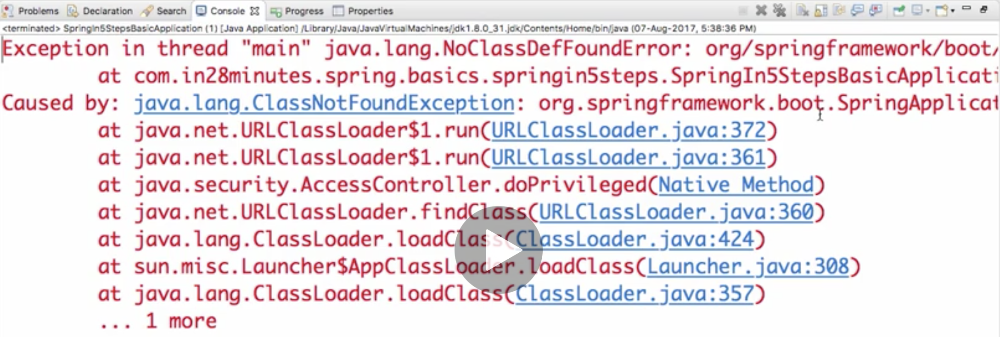 Problems Declaration Search Console Progress Properties
<terminated> SpringIn5StepsBasicApplication (1) [Java Application] /Library/Java/JavaVirtualMachines/jdk1.8.0_31.jdk/Contents/Home/bin/java (07-Aug-2017, 5:38:36 PM)
Exception in thread "main" java.lang.NoClassDefFoundError: org/springframework/boot/
at com.in28minutes.spring.basics.springin5steps.SpringIn5StepsBasicApplicati
Caused by: java.lang.ClassNotFoundException: org.springframework.boot.SpringApplicat
at java.net.URLClassLoader$1.run(URLClassLoader.java:372)
at java.net.URLClassLoader$1.run(URLClassLoader.java:361)
at java.security.AccessController.doPrivileged(Native Method)
at java.net.URLClassLoader.findClass(URLClassLoader.java:360)
at java.lang.ClassLoader.loadClass(ClassLoader.java:424)
at sun.misc.Launcher$AppClassLoader.loadClass(Launcher.java:308)
at java.lang.ClassLoader.loadClass(ClassLoader.java:357)
... 1 more